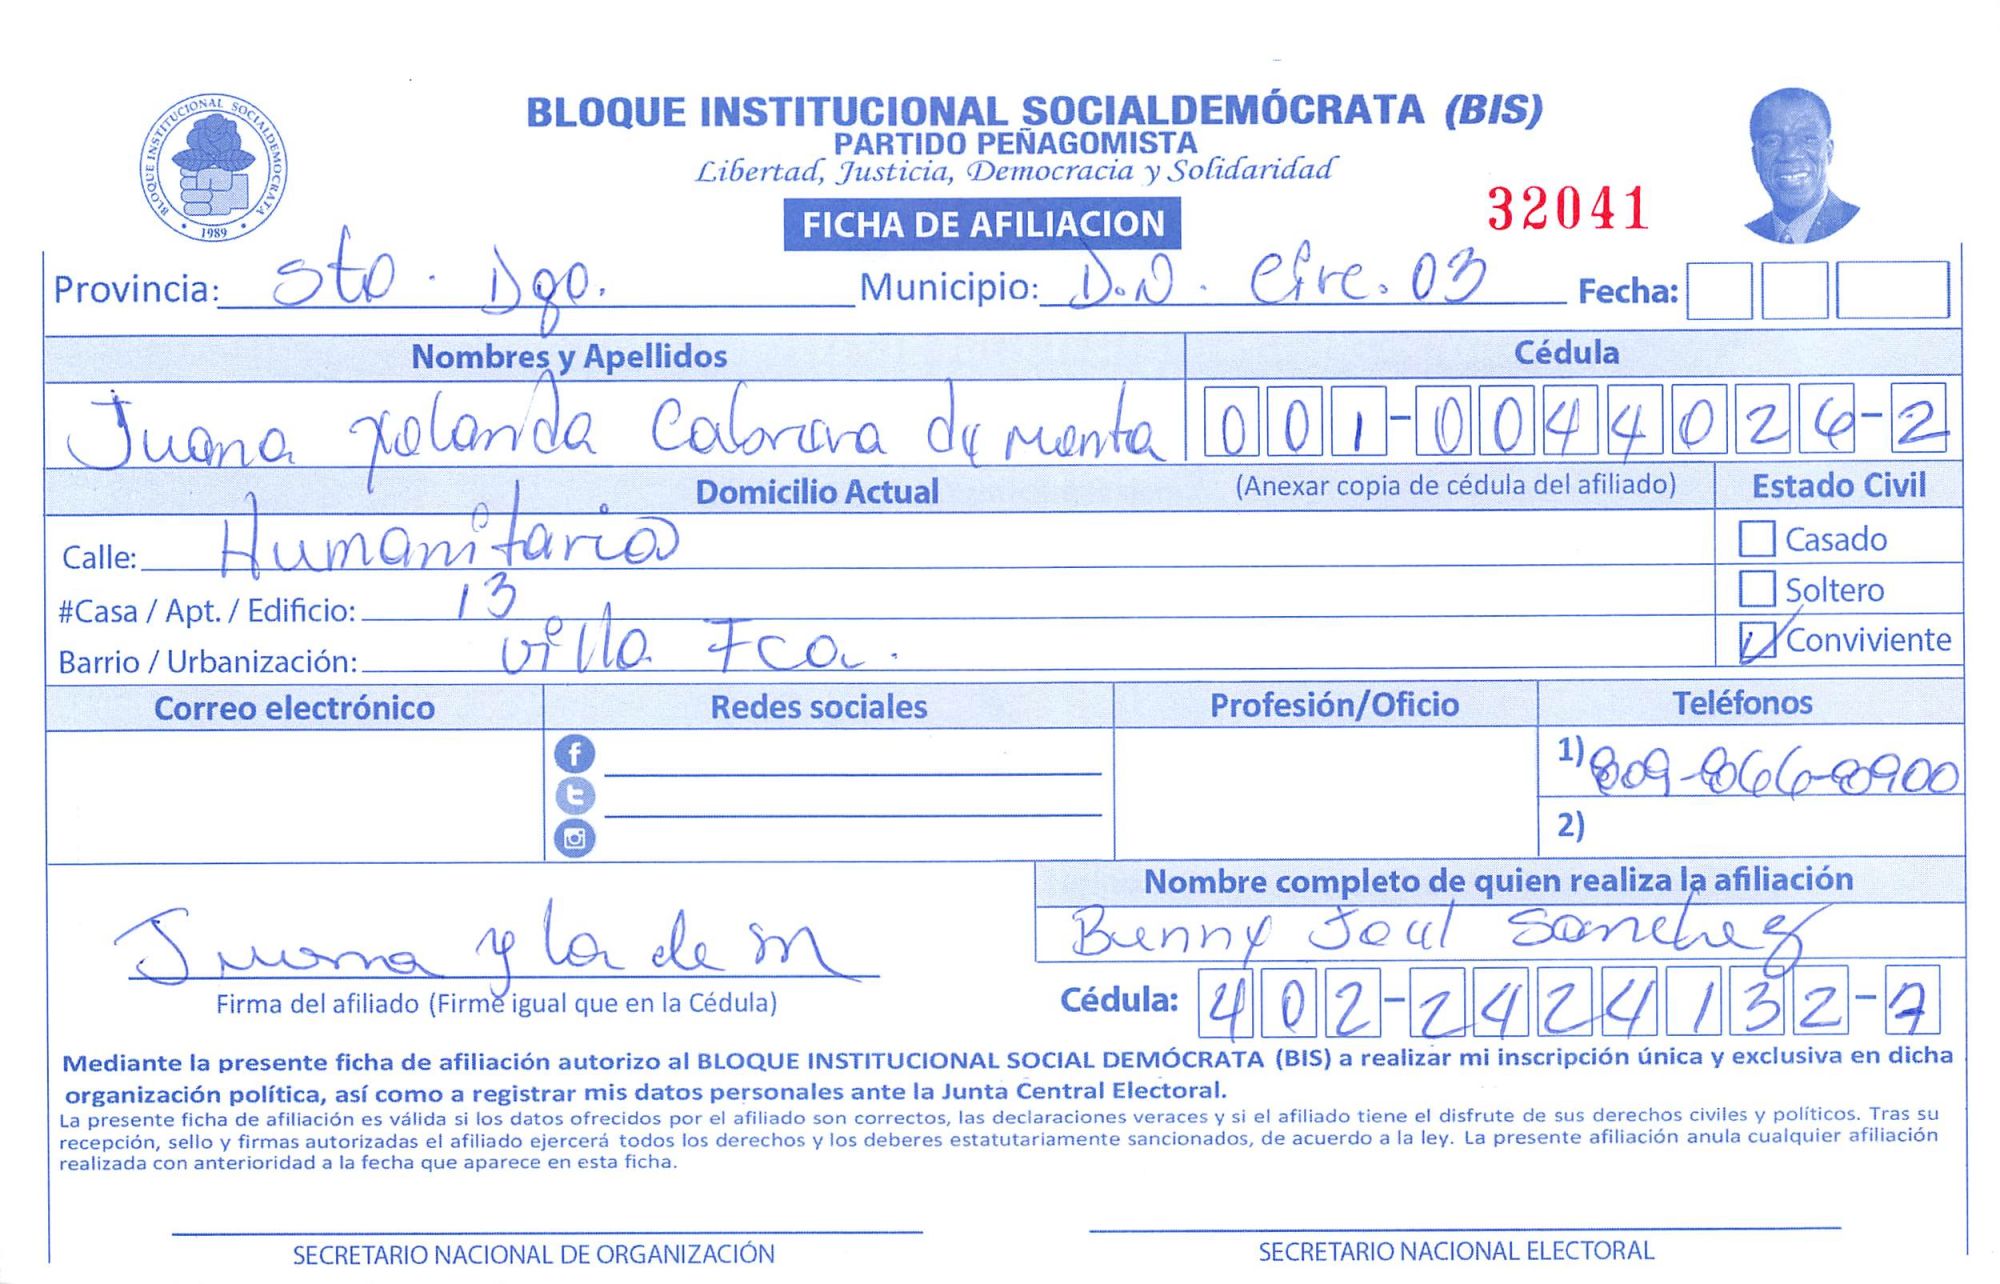 BLOQUE INSTITUCIONAL SOCIALDEMOCRATA
1989
BLOQUE INSTITUCIONAL SOCIALDEMÓCRATA (BIS)
PARTIDO PEÑAGOMISTA
Libertad, Justicia, Democracia y Solidaridad
FICHA DE AFILIACION
32041
Provincia: Sto. Dgo. Municipio: D.N. Circ. 03 Fecha:
Nombres y Apellidos Cédula
Juana Yolanda Cabrera de Menta 001-0044026-2
Domicilio Actual (Anexar copia de cédula del afiliado) Estado Civil
Calle: Humanitaria Casado
#Casa / Apt. / Edificio: 13 Soltero
Barrio / Urbanización: Villa Fca. Conviviente
Correo electrónico Redes sociales Profesión/Oficio Teléfonos
1) 809-866-8900
2)
Nombre completo de quien realiza la afiliación
Benny Joel Sanchez
Juana y la de m
Firma del afiliado (Firme igual que en la Cédula) Cédula: 402-2424132-7
Mediante la presente ficha de afiliación autorizo al BLOQUE INSTITUCIONAL SOCIAL DEMÓCRATA (BIS) a realizar mi inscripción única y exclusiva en dicha
organización política, así como a registrar mis datos personales ante la Junta Central Electoral.
La presente ficha de afiliación es válida si los datos ofrecidos por el afiliado son correctos, las declaraciones veraces y si el afiliado tiene el disfrute de sus derechos civiles y políticos. Tras su
recepción, sello y firmas autorizadas el afiliado ejercerá todos los derechos y los deberes estatutariamente sancionados, de acuerdo a la ley. La presente afiliación anula cualquier afiliación
realizada con anterioridad a la fecha que aparece en esta ficha.
SECRETARIO NACIONAL DE ORGANIZACIÓN SECRETARIO NACIONAL ELECTORAL